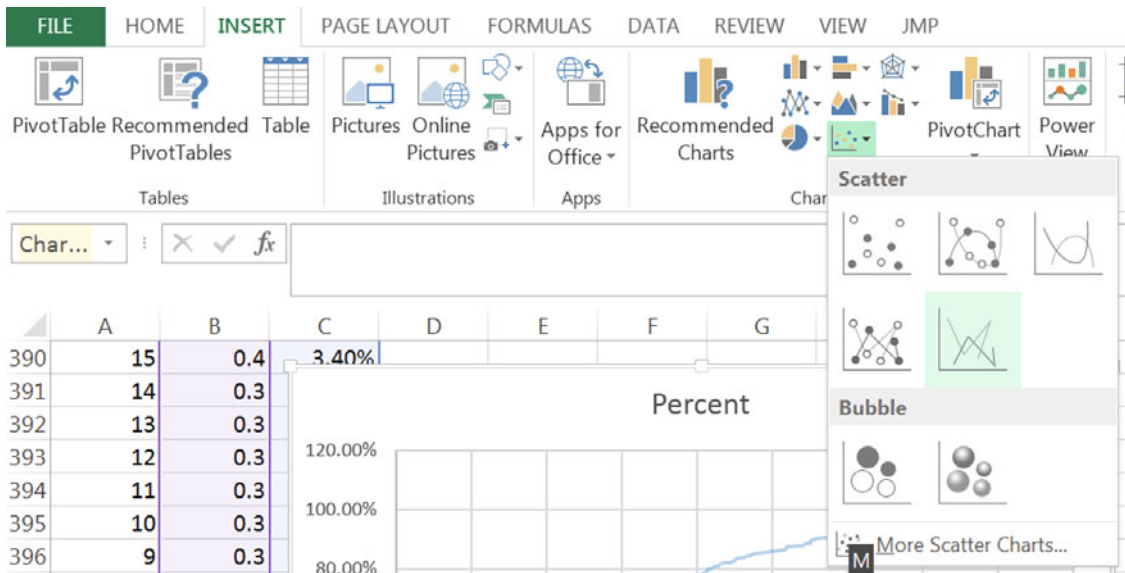 FILE HOME INSERT PAGE LAYOUT FORMULAS DATA REVIEW VIEW JMP
PivotTable Recommended PivotTables Table Pictures Online Pictures Apps for Office Recommended Charts PivotChart Power View
Tables Illustrations Apps Char
Scatter
Char... fx
A B C D E F G
390 15 0.4 3.40%
391 14 0.3
Percent
Bubble
392 13 0.3
393 12 0.3
120.00%
394 11 0.3
395 10 0.3
100.00%
More Scatter Charts...
M
396 9 0.3
80.00%